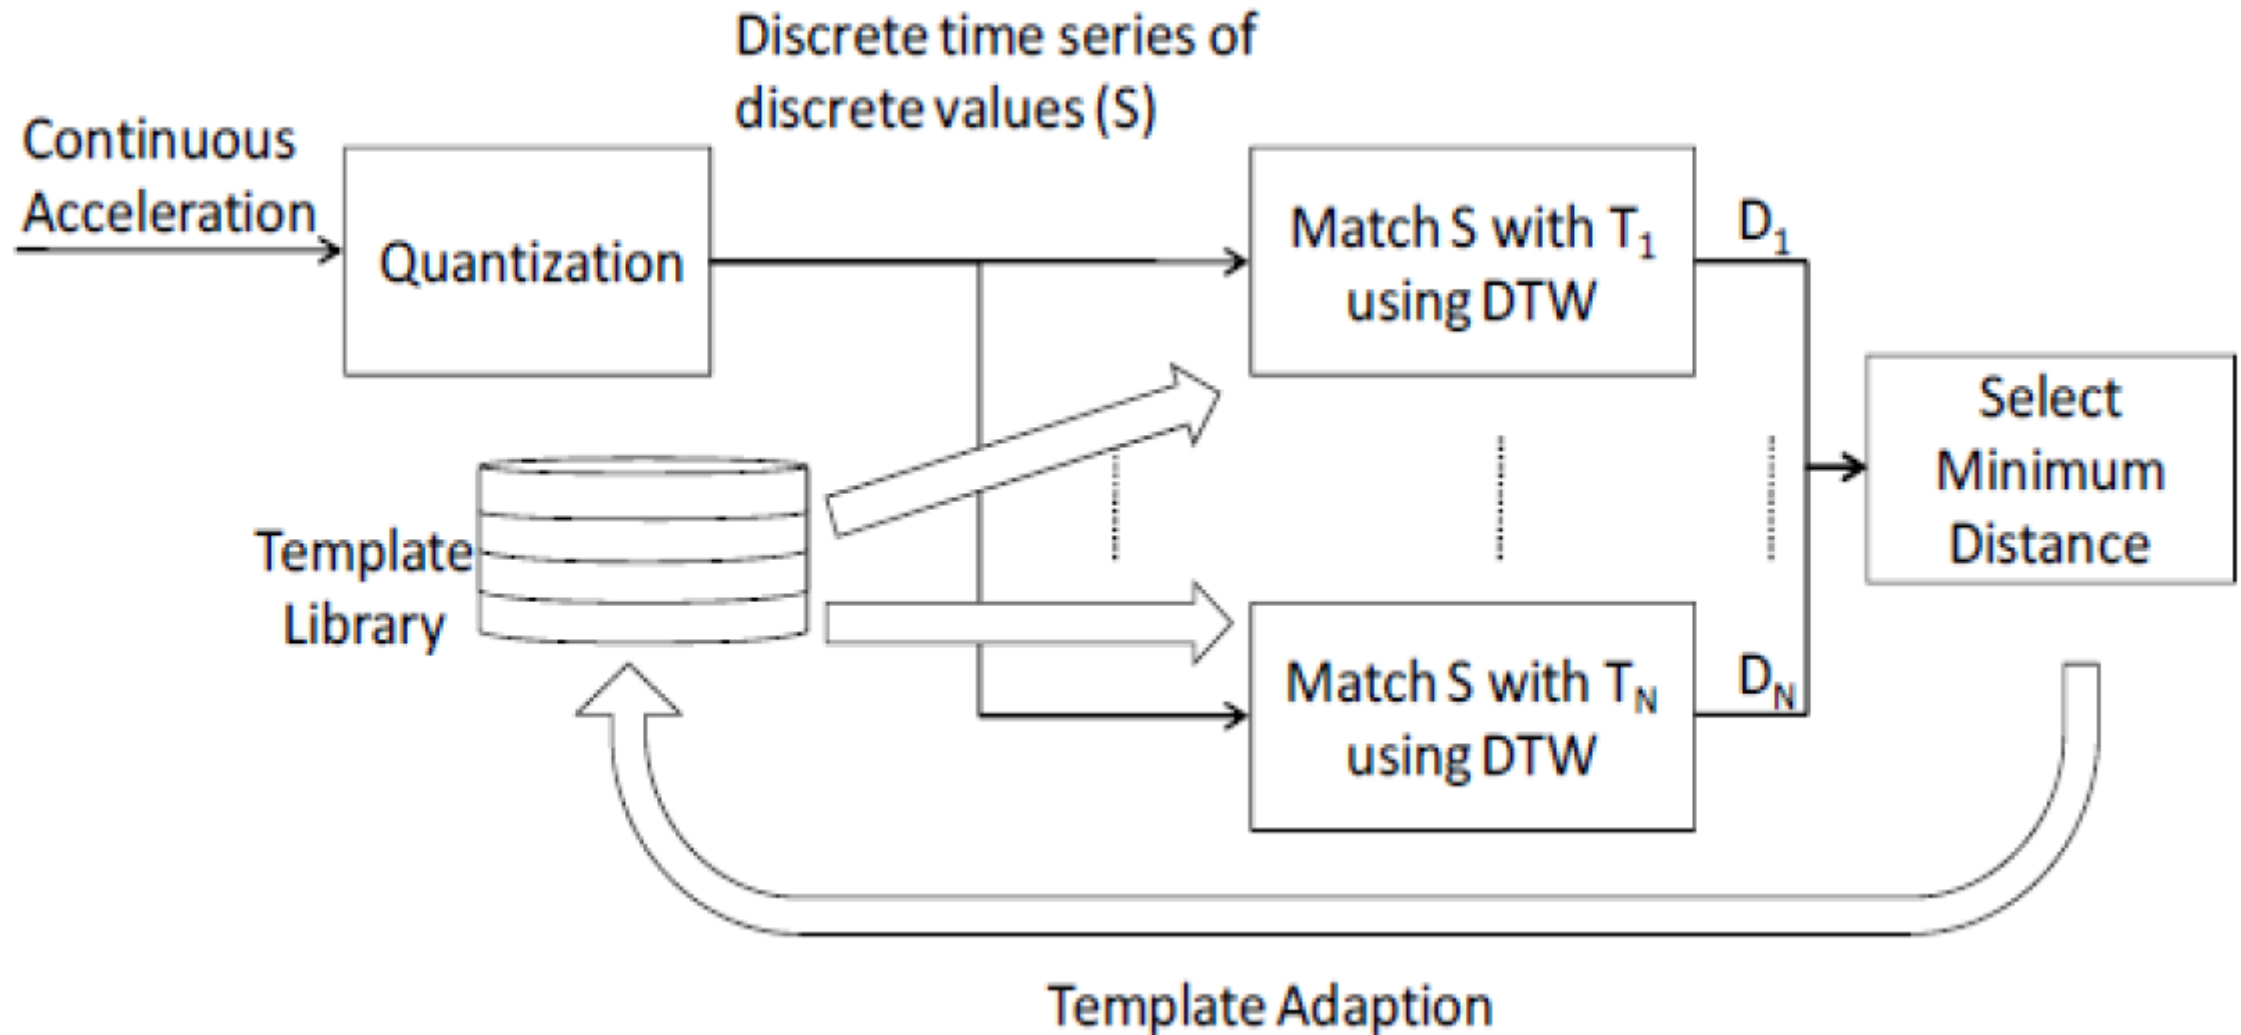 Discrete time series of
discrete values (S)
Continuous
Acceleration
Quantization
Match S with T1
using DTW
D1
Select
Minimum
Distance
Template
Library
Match S with TN
using DTW
DN
Template Adaption